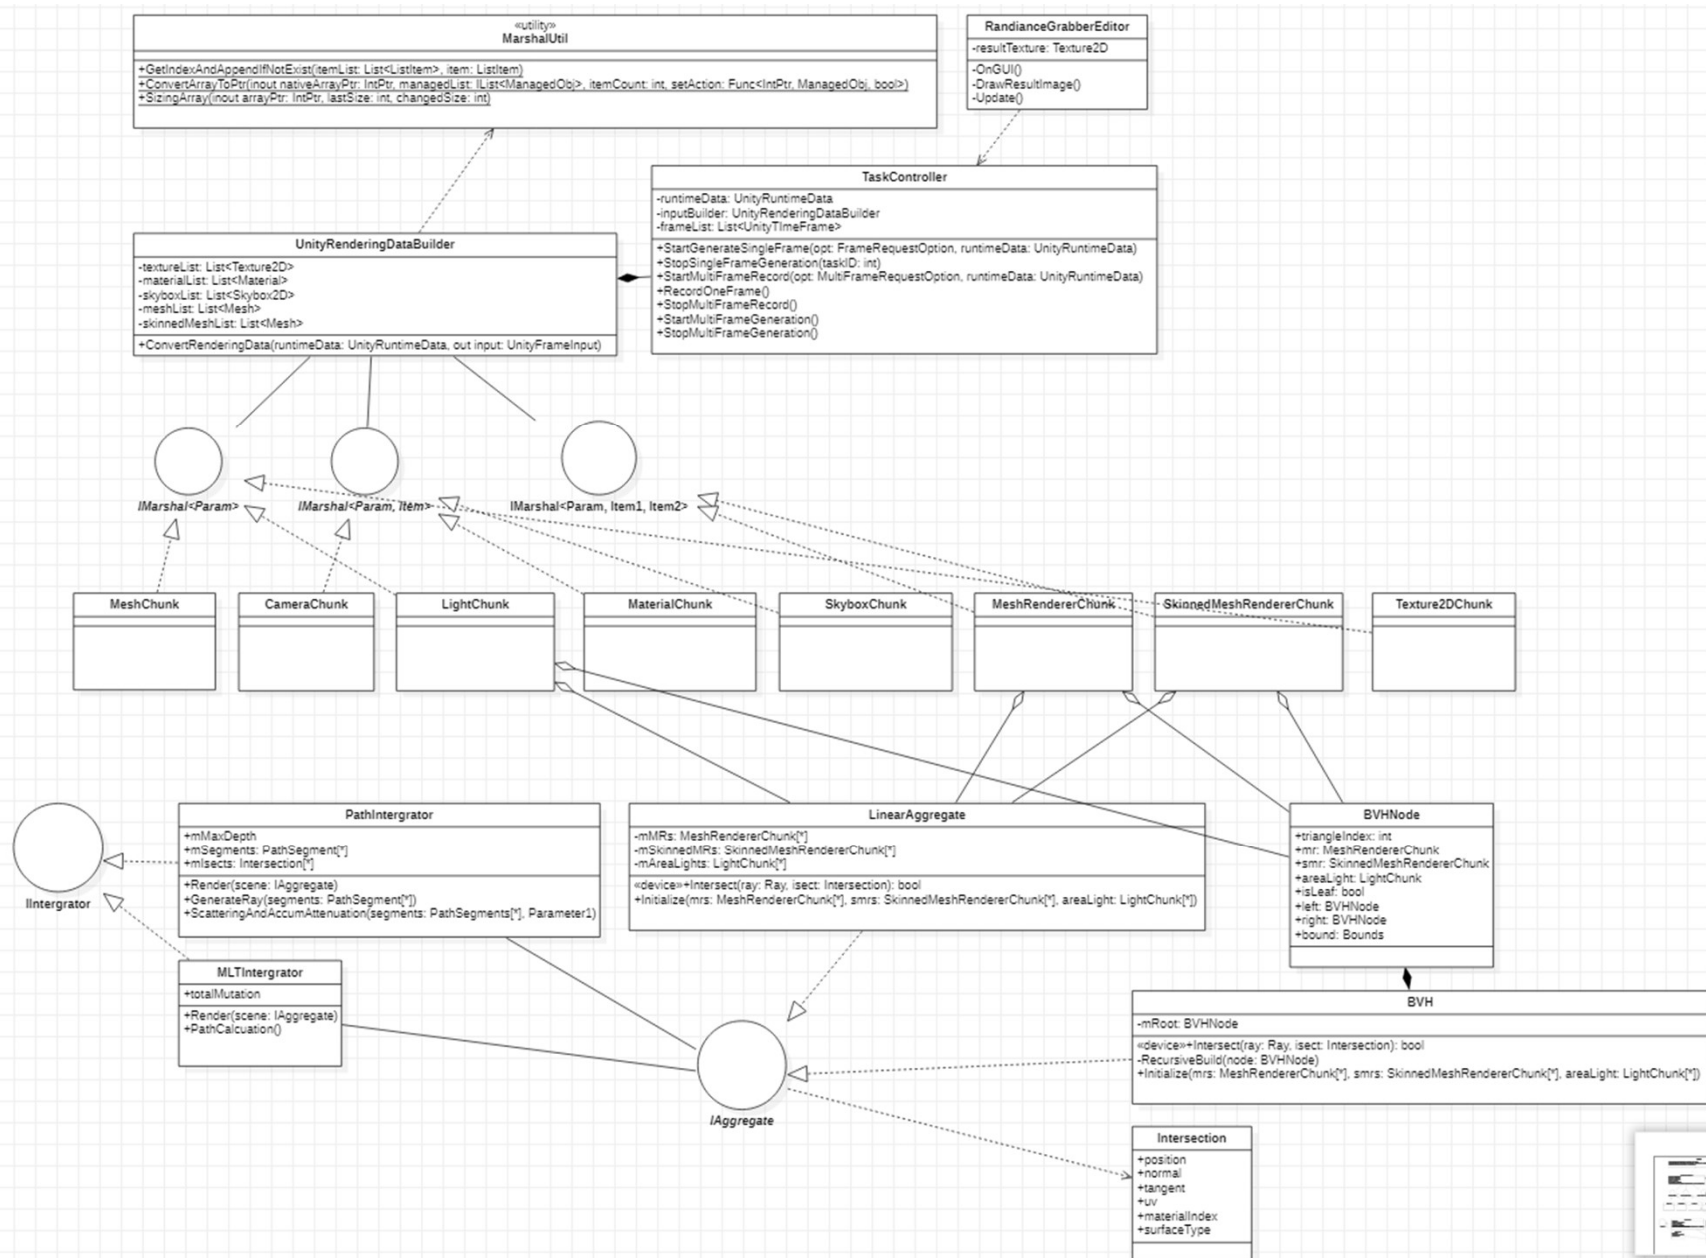 «utility»
MarshalUtil
+GetIndexAndAppendIfNotExist(itemList: List<ListItem>, item: ListItem)
+ConvertArrayToPtr(inout nativeArrayPtr: IntPtr, managedList: IList<ManagedObj>, itemCount: int, setAction: Func<IntPtr, ManagedObj, bool>)
+SizingArray(inout arrayPtr: IntPtr, lastSize: int, changedSize: int)
RandianceGrabberEditor
-resultTexture: Texture2D
-OnGUI()
-DrawResultImage()
-Update()
TaskController
-runtimeData: UnityRuntimeData
-inputBuilder: UnityRenderingDataBuilder
-frameList: List<UnityTImeFrame>
+StartGenerateSingleFrame(opt: FrameRequestOption, runtimeData: UnityRuntimeData)
+StopSingleFrameGeneration(taskID: int)
+StartMultiFrameRecord(opt: MultiFrameRequestOption, runtimeData: UnityRuntimeData)
+RecordOneFrame()
+StopMultiFrameRecord()
+StartMultiFrameGeneration()
+StopMultiFrameGeneration()
UnityRenderingDataBuilder
-textureList: List<Texture2D>
-materialList: List<Material>
-skyboxList: List<Skybox2D>
-meshList: List<Mesh>
-skinnedMeshList: List<Mesh>
+ConvertRenderingData(runtimeData: UnityRuntimeData, out input: UnityFrameInput)
IMarshal<Param>
IMarshal<Param, Item>
IMarshal<Param, Item1, Item2>
MeshChunk
CameraChunk
LightChunk
MaterialChunk
SkyboxChunk
MeshRendererChunk
SkinnedMeshRendererChunk
Texture2DChunk
IIntergrator
PathIntergrator
+mMaxDepth
+mSegments: PathSegment[*]
+mIsects: Intersection[*]
+Render(scene: IAggregate)
+GenerateRay(segments: PathSegment[*])
+ScatteringAndAccumAttenuation(segments: PathSegments[*], Parameter1)
LinearAggregate
-mMRs: MeshRendererChunk[*]
-mSkinnedMRs: SkinnedMeshRendererChunk[*]
-mAreaLights: LightChunk[*]
«device»+Intersect(ray: Ray, isect: Intersection): bool
+Initialize(mrs: MeshRendererChunk[*], smrs: SkinnedMeshRendererChunk[*], areaLight: LightChunk[*])
BVHNode
+triangleIndex: int
+mr: MeshRendererChunk
+smr: SkinnedMeshRendererChunk
+areaLight: LightChunk
+isLeaf: bool
+left: BVHNode
+right: BVHNode
+bound: Bounds
MLTIntergrator
+totalMutation
+Render(scene: IAggregate)
+PathCalcuation()
BVH
-mRoot: BVHNode
«device»+Intersect(ray: Ray, isect: Intersection): bool
-RecursiveBuild(node: BVHNode)
+Initialize(mrs: MeshRendererChunk[*], smrs: SkinnedMeshRendererChunk[*], areaLight: LightChunk[*])
IAggregate
Intersection
+position
+normal
+tangent
+uv
+materialIndex
+surfaceType